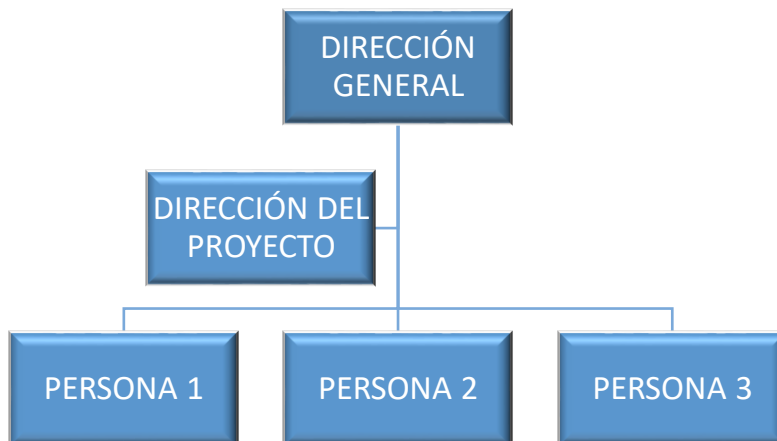 DIRECCIÓN
GENERAL
DIRECCIÓN DEL
PROYECTO
PERSONA 1
PERSONA 2
PERSONA 3